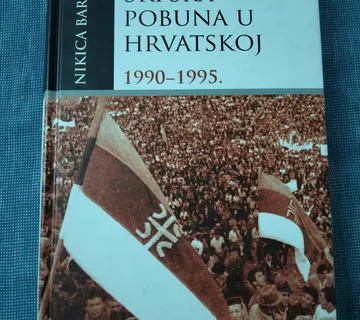 POBUNA U
HRVATSKOJ
1990–1995.
NIKICA